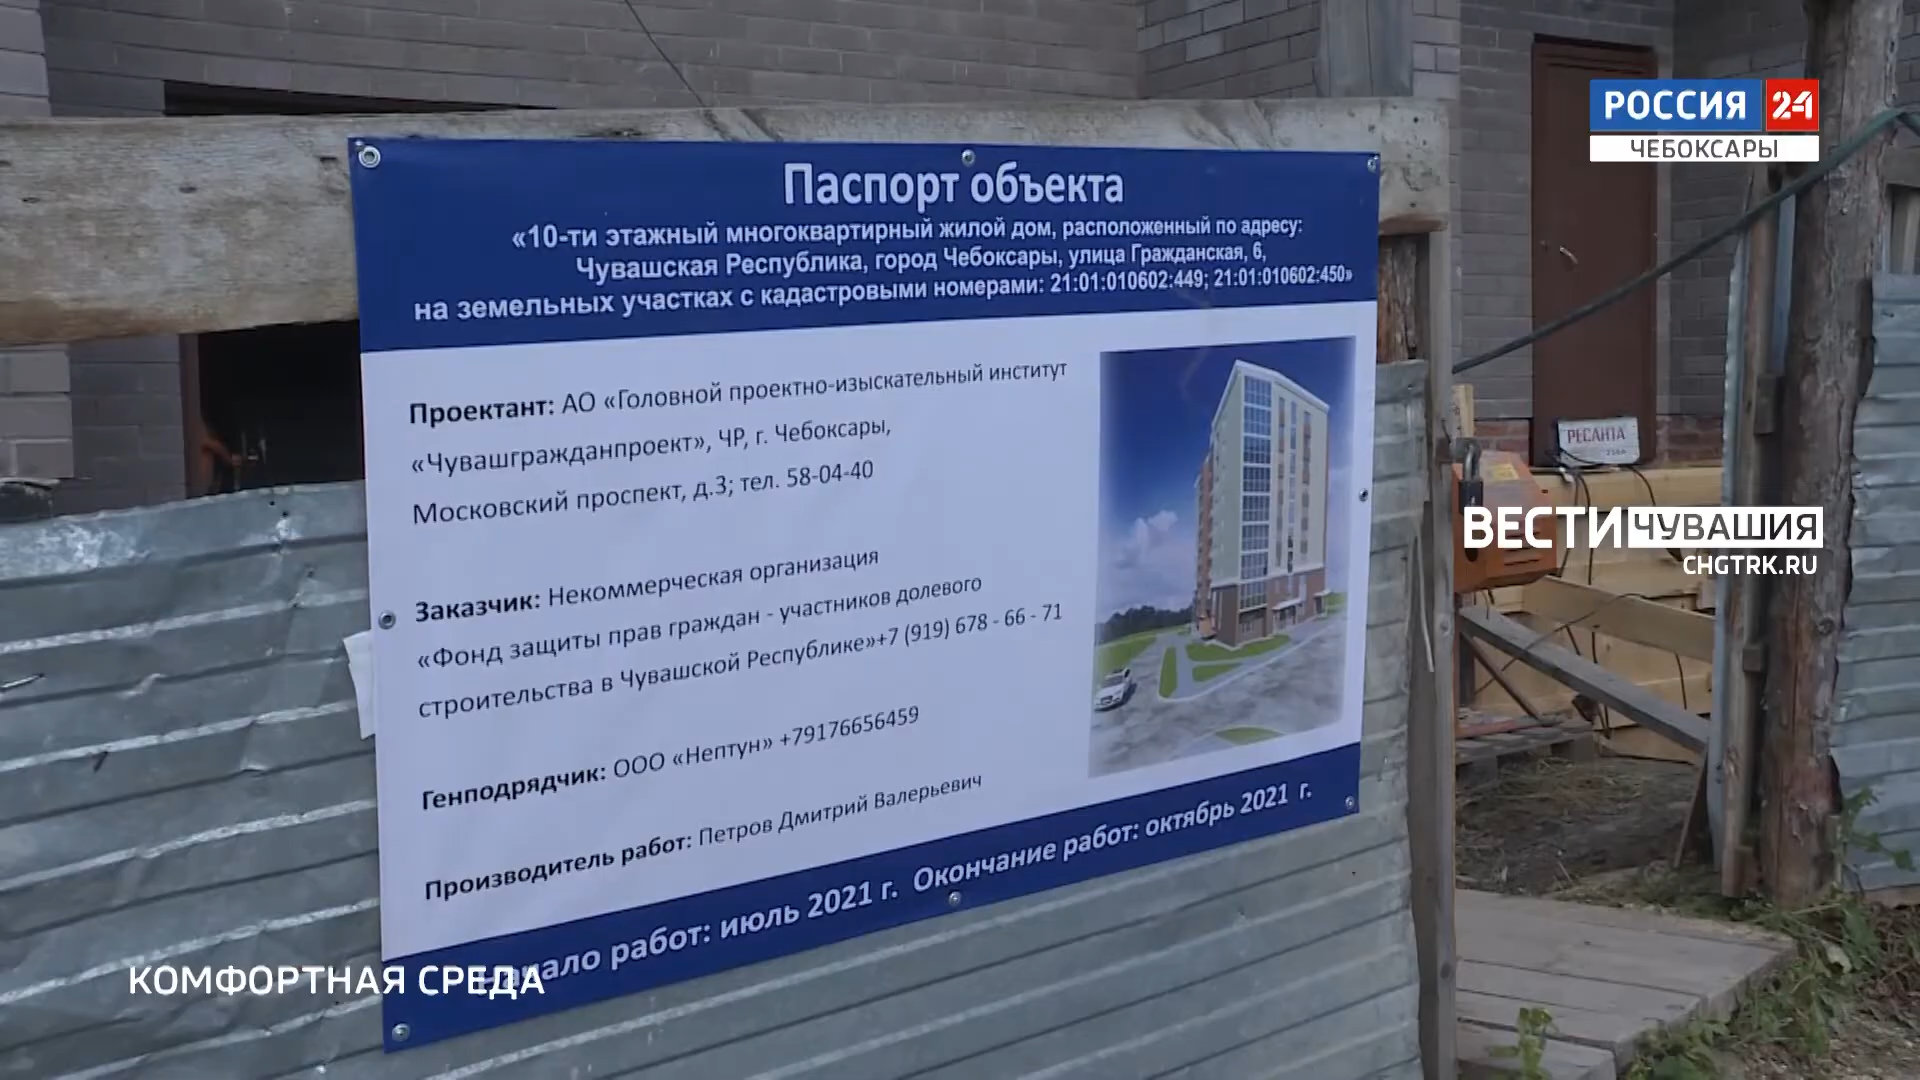 РОССИЯ 24
ЧЕБОКСАРЫ
Паспорт объекта
«10-ти этажный многоквартирный жилой дом, расположенный по адресу:
Чувашская Республика, город Чебоксары, улица Гражданская, 6,
на земельных участках с кадастровыми номерами: 21:01:010602:449; 21:01:010602:450»
Проектант: АО «Головной проектно-изыскательный институт
«Чувашгражданпроект», ЧР, г. Чебоксары,
Московский проспект, д.3; тел. 58-04-40
РЕСАНТА
ВЕСТИ ЧУВАШИЯ
CHGTRK.RU
Заказчик: Некоммерческая организация
«Фонд защиты прав граждан - участников долевого
строительства в Чувашской Республике»+7 (919) 678 - 66 - 71
Генподрядчик: ООО «Нептун» +79176656459
Производитель работ: Петров Дмитрий Валерьевич
Начало работ: июль 2021 г. Окончание работ: октябрь 2021 г.
КОМФОРТНАЯ СРЕДА